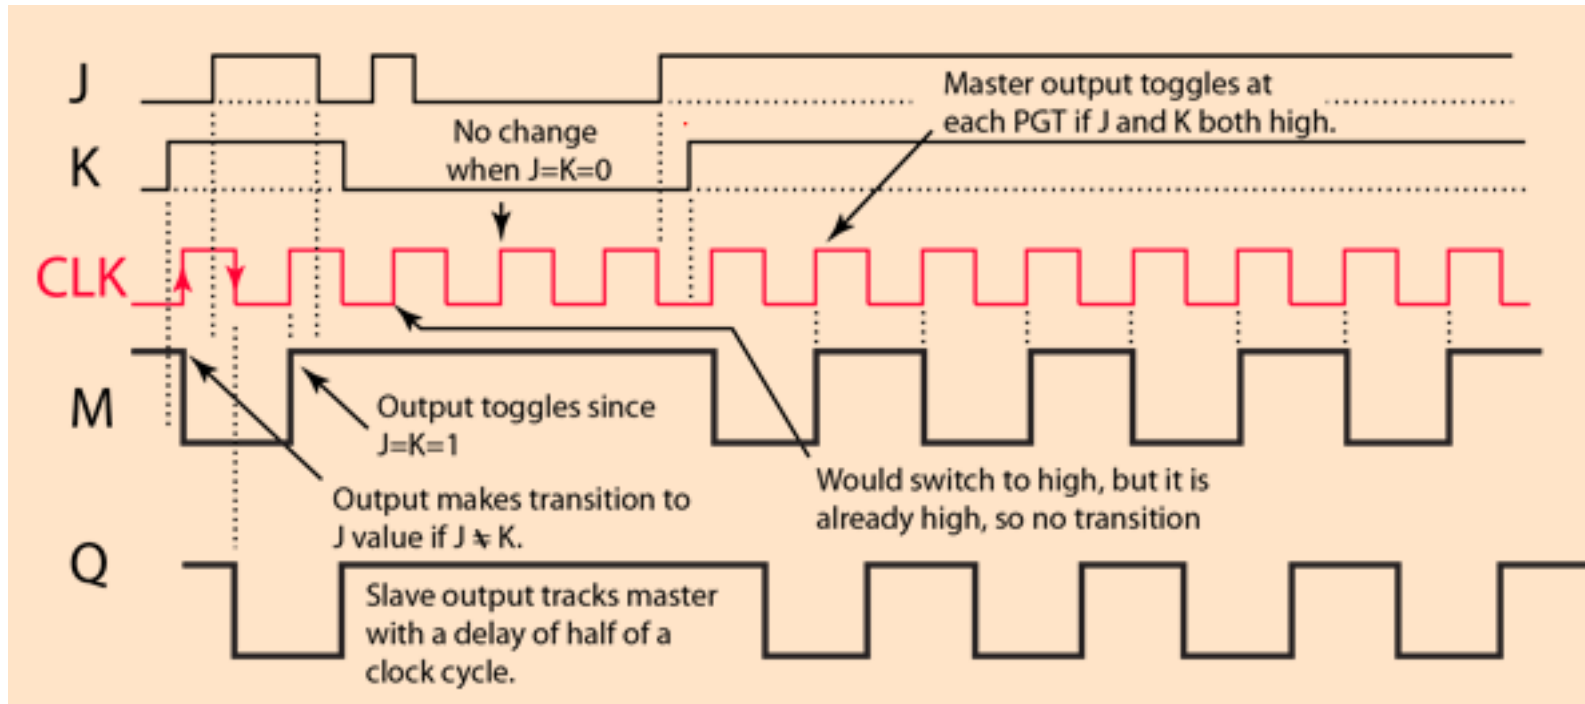 J
Master output toggles at
each PGT if J and K both high.
No change
when J=K=0
K
CLK
M
Output toggles since
J=K=1
Would switch to high, but it is
already high, so no transition
Output makes transition to
J value if J ≠ K.
Q
Slave output tracks master
with a delay of half of a
clock cycle.